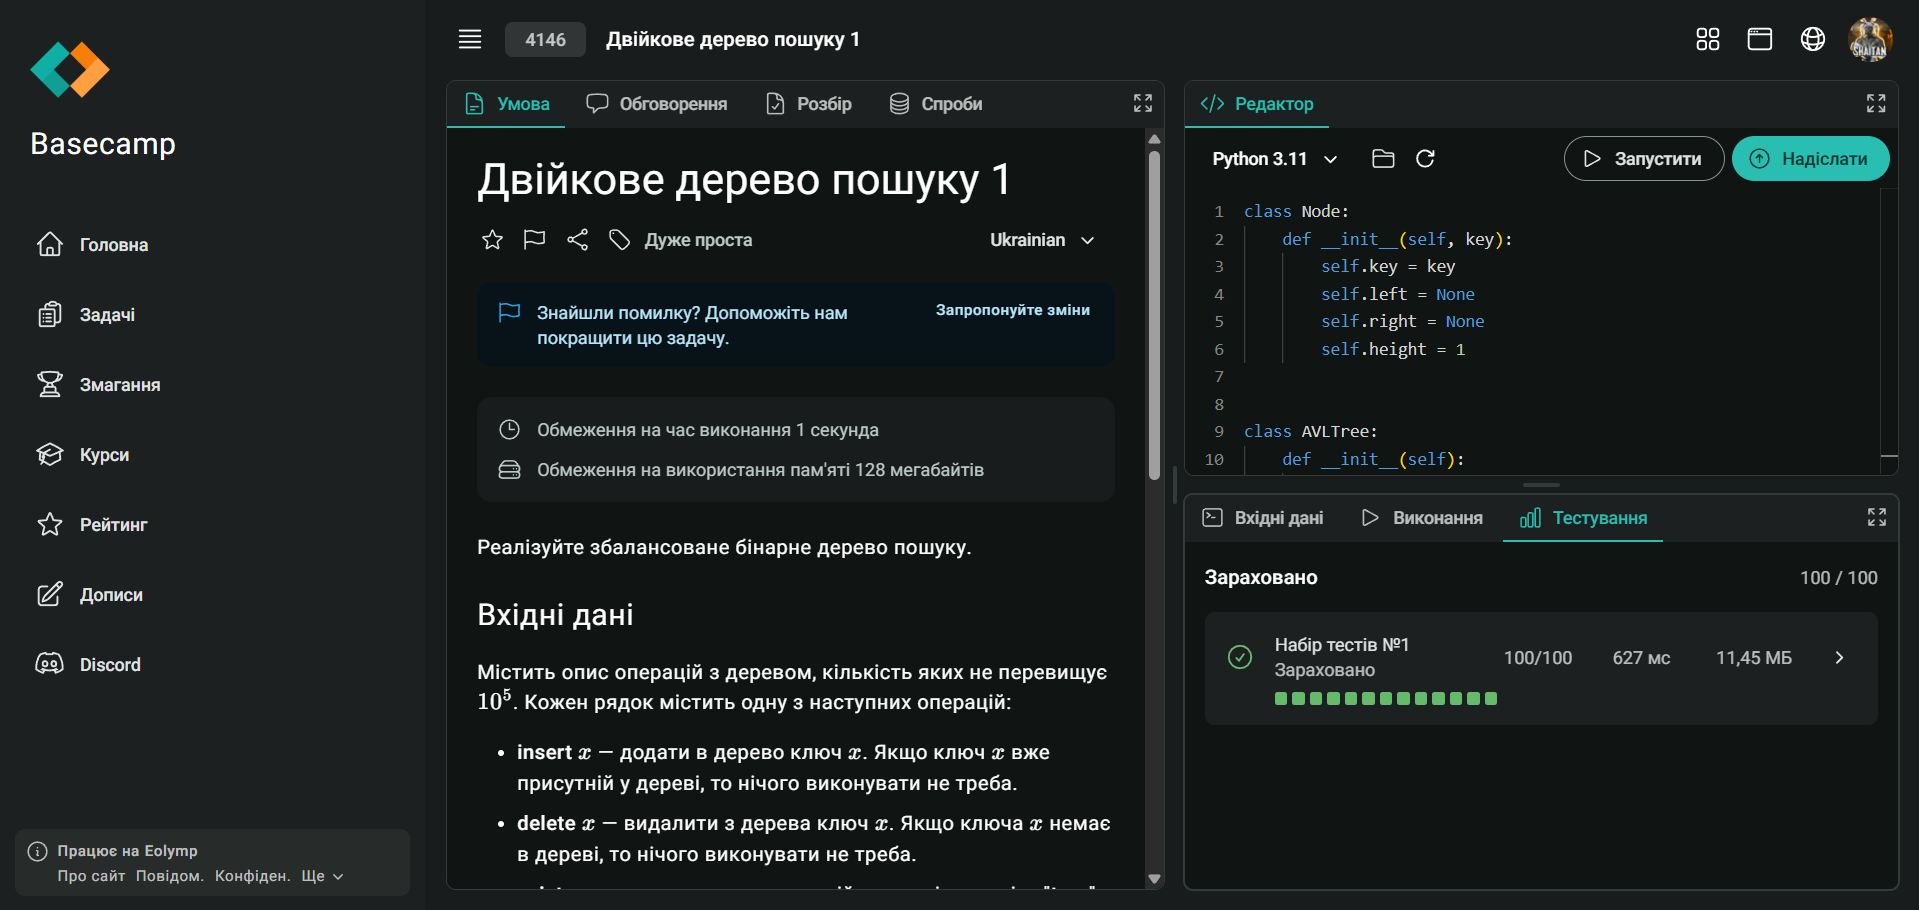 Basecamp
Головна
Задачі
Змагання
Курси
Рейтинг
Дописи
Discord
Працює на Eolymp
Про сайт Повідом. Конфіден. Ще
4146 Двійкове дерево пошуку 1
SHAITAN
Умова Обговорення Розбір Спроби
Двійкове дерево пошуку 1
Дуже проста Ukrainian
Знайшли помилку? Допоможіть нам
покращити цю задачу.
Запропонуйте зміни
Обмеження на час виконання 1 секунда
Обмеження на використання пам'яті 128 мегабайтів
Реалізуйте збалансоване бінарне дерево пошуку.
Вхідні дані
Містить опис операцій з деревом, кількість яких не перевищує
10⁵. Кожен рядок містить одну з наступних операцій:
• insert x — додати в дерево ключ x. Якщо ключ x вже
присутній у дереві, то нічого виконувати не треба.
• delete x — видалити з дерева ключ x. Якщо ключа x немає
в дереві, то нічого виконувати не треба.
</> Редактор
Python 3.11 Запустити Надіслати
1 class Node:
2     def __init__(self, key):
3         self.key = key
4         self.left = None
5         self.right = None
6         self.height = 1
7
8
9 class AVLTree:
10     def __init__(self):
Вхідні дані Виконання Тестування
Зараховано 100 / 100
Набір тестів №1
Зараховано
100/100 627 мс 11,45 МБ